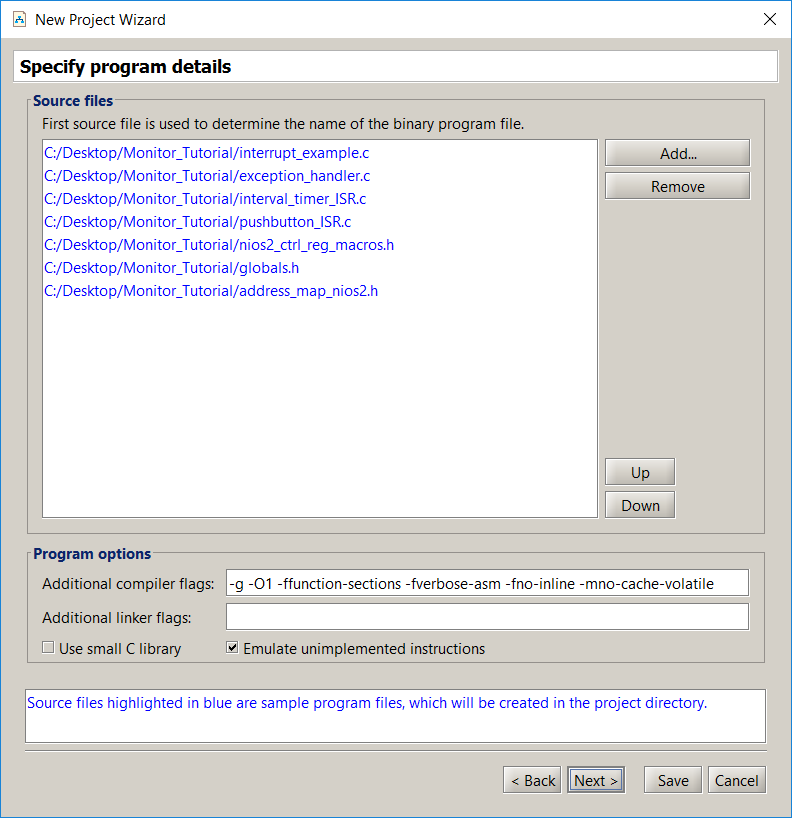 New Project Wizard
Specify program details
Source files
First source file is used to determine the name of the binary program file.
C:/Desktop/Monitor_Tutorial/interrupt_example.c
C:/Desktop/Monitor_Tutorial/exception_handler.c
C:/Desktop/Monitor_Tutorial/interval_timer_ISR.c
C:/Desktop/Monitor_Tutorial/pushbutton_ISR.c
C:/Desktop/Monitor_Tutorial/nios2_ctrl_reg_macros.h
C:/Desktop/Monitor_Tutorial/globals.h
C:/Desktop/Monitor_Tutorial/address_map_nios2.h
Add...
Remove
Up
Down
Program options
Additional compiler flags: -g -O1 -ffunction-sections -fverbose-asm -fno-inline -mno-cache-volatile
Additional linker flags:
Use small C library Emulate unimplemented instructions
Source files highlighted in blue are sample program files, which will be created in the project directory.
< Back Next > Save Cancel